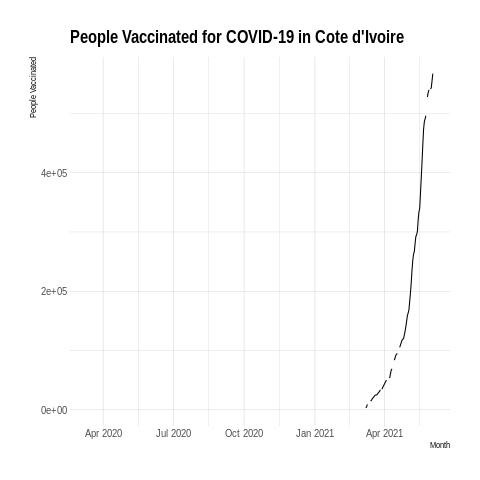 People Vaccinated for COVID-19 in Cote d'Ivoire
People Vaccinated
4e+05
2e+05
0e+00
Apr 2020 Jul 2020 Oct 2020 Jan 2021 Apr 2021
Month